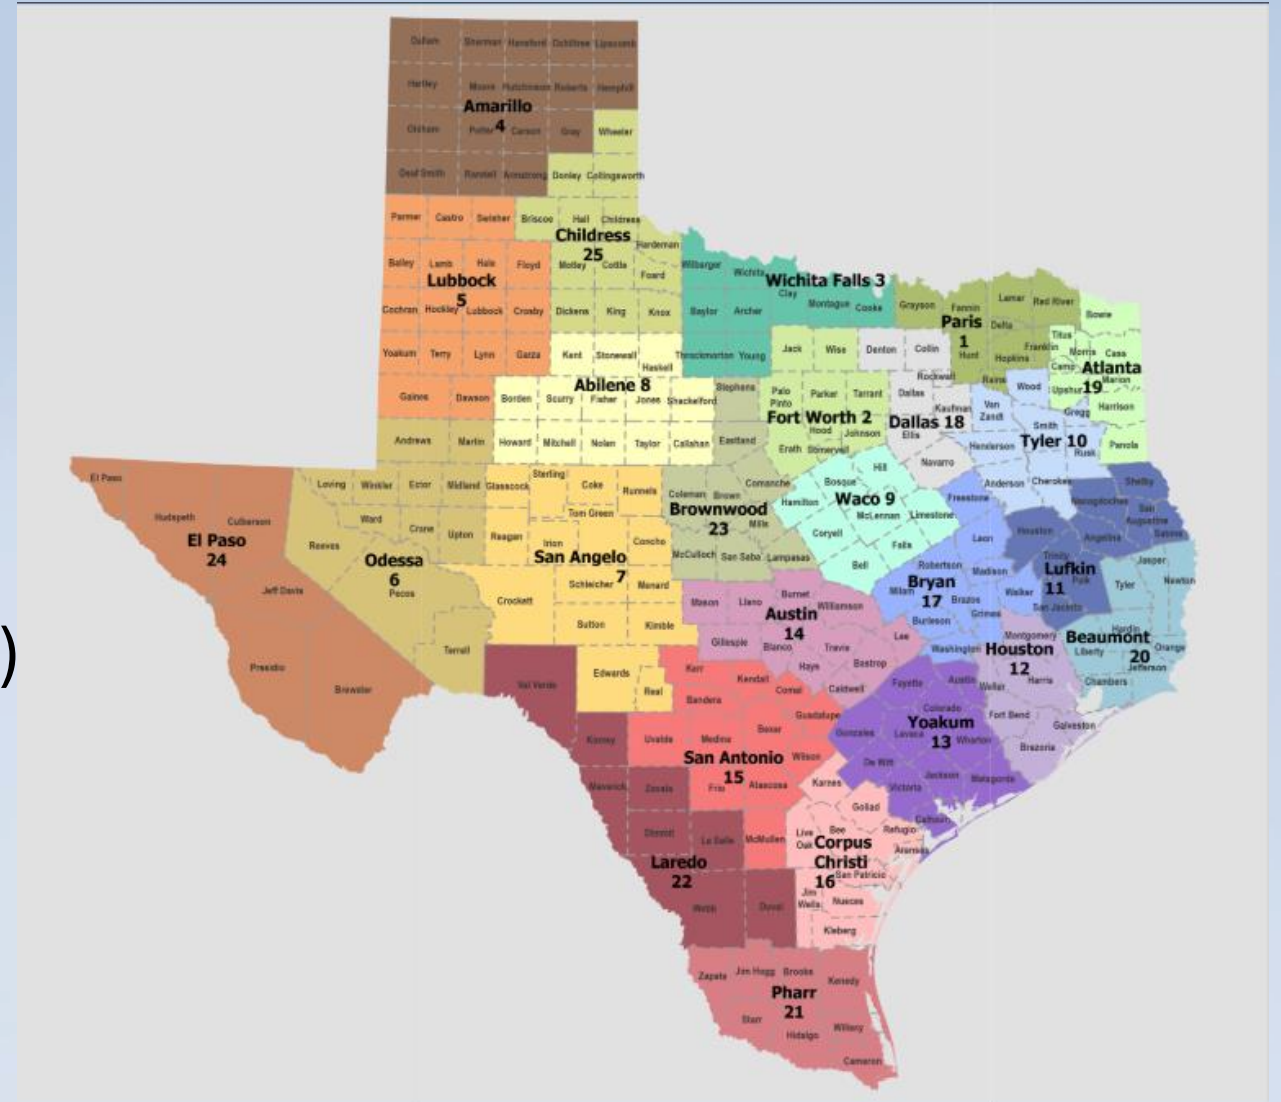 Dallam Sherman Hansford Ochiltree Lipscomb
Hartley Moore Hutchinson Roberts Hemphill
Amarillo
4
Oldham Potter Carson Gray Wheeler
Deaf Smith Randall Armstrong Donley Collingsworth
Parmer Castro Swisher Briscoe Hall Childress
Childress
25
Hardeman
Bailey Lamb Hale Floyd Motley Cottle Foard
Lubbock
5
Cochran Hockley Lubbock Crosby Dickens King Knox
Wilbarger Wichita
Wichita Falls 3
Clay Montague Cooke
Baylor Archer
Grayson Fannin Lamar Red River
Paris
1
Delta Hunt Hopkins Franklin Rains
Bowie
Titus Morris Cass
Camp
Atlanta
19
Marion
Upshur Harrison Panola
Yoakum Terry Lynn Garza Kent Stonewall Haskell
Throckmorton Young
Jack Wise Denton Collin
Rockwall
Abilene 8
Gaines Dawson Borden Scurry Fisher Jones Shackelford
Stephens
Palo
Pinto
Parker Tarrant Dallas Kaufman
Fort Worth 2
Dallas 18
Hood Johnson Ellis
Van
Zandt
Wood Gregg
Smith
Tyler 10
Rusk
Henderson
Andrews Martin Howard Mitchell Nolan Taylor Callahan Eastland
Erath Somervell
Navarro
Anderson Cherokee
El Paso
Hudspeth Culberson
El Paso
24
Jeff Davis
Presidio
Brewster
Loving Winkler Ector Midland Glasscock
Sterling
Coke Runnels
Tom Green
Ward Crane Upton Reagan Irion Concho
Reeves
Odessa
6
Pecos
Terrell
San Angelo
7
Schleicher Menard
Crockett
Sutton Kimble
Edwards
Real
Coleman Brown Comanche
Brownwood
23
Mills
McCulloch San Saba Lampasas
Hamilton Bosque Hill
Waco 9
McLennan Limestone
Coryell
Falls
Bell
Freestone
Leon
Robertson Madison
Bryan
17
Milam Brazos Walker
Burleson Grimes
Washington
Shelby
Nacogdoches
San
Augustine
Sabine
Houston Angelina
Trinity
Lufkin
11
Polk
San Jacinto
Jasper
Newton
Tyler
Hardin
Beaumont
20
Orange
Liberty
Jefferson
Chambers
Montgomery
Houston
12
Waller Harris
Fort Bend
Galveston
Brazoria
Mason Llano Burnet Williamson
Austin
14
Gillespie Blanco Travis Lee
Hays Bastrop
Caldwell
Fayette Austin
Colorado
Yoakum
13
Gonzales Lavaca Wharton
De Witt
Jackson Matagorda
Victoria
Calhoun
Val Verde
Kinney
Maverick Zavala
Dimmit La Salle
Laredo
22
Webb Duval
Kerr
Kendall
Bandera Comal
Guadalupe
Uvalde Medina Bexar
San Antonio
15
Wilson
Frio Atascosa
McMullen
Karnes
Goliad
Live
Oak
Bee Refugio
Corpus
Christi
16
Aransas
San Patricio
Jim
Wells
Nueces
Kleberg
Zapata Jim Hogg Brooks Kenedy
Pharr
21
Starr Hidalgo Willacy
Cameron
)